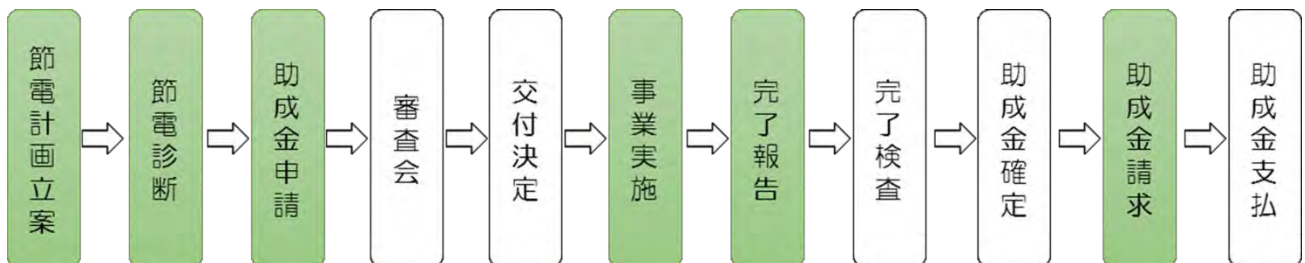 節電計画立案
節電診断
助成金申請
審査会
交付決定
事業実施
完了報告
完了検査
助成金確定
助成金請求
助成金支払